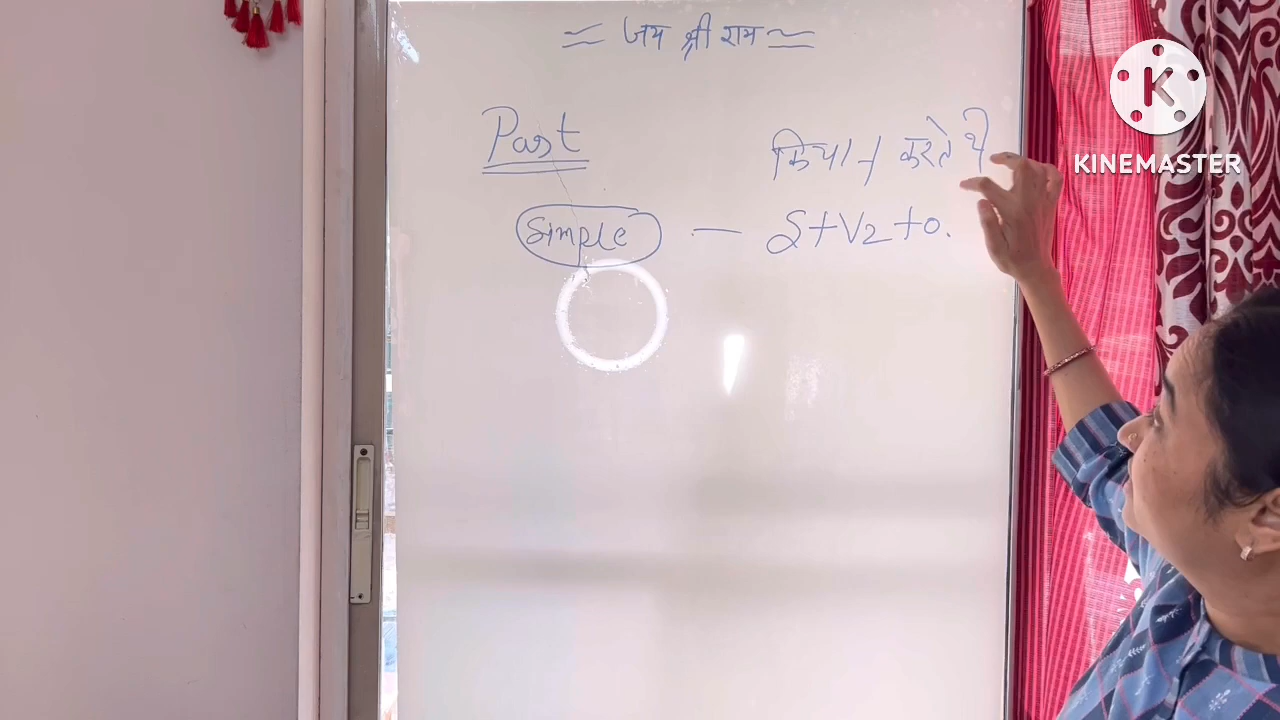 ≈ जय श्री राम ≈
Past
किया / करते थे
Simple — S+V2+O.
K
KINEMASTER